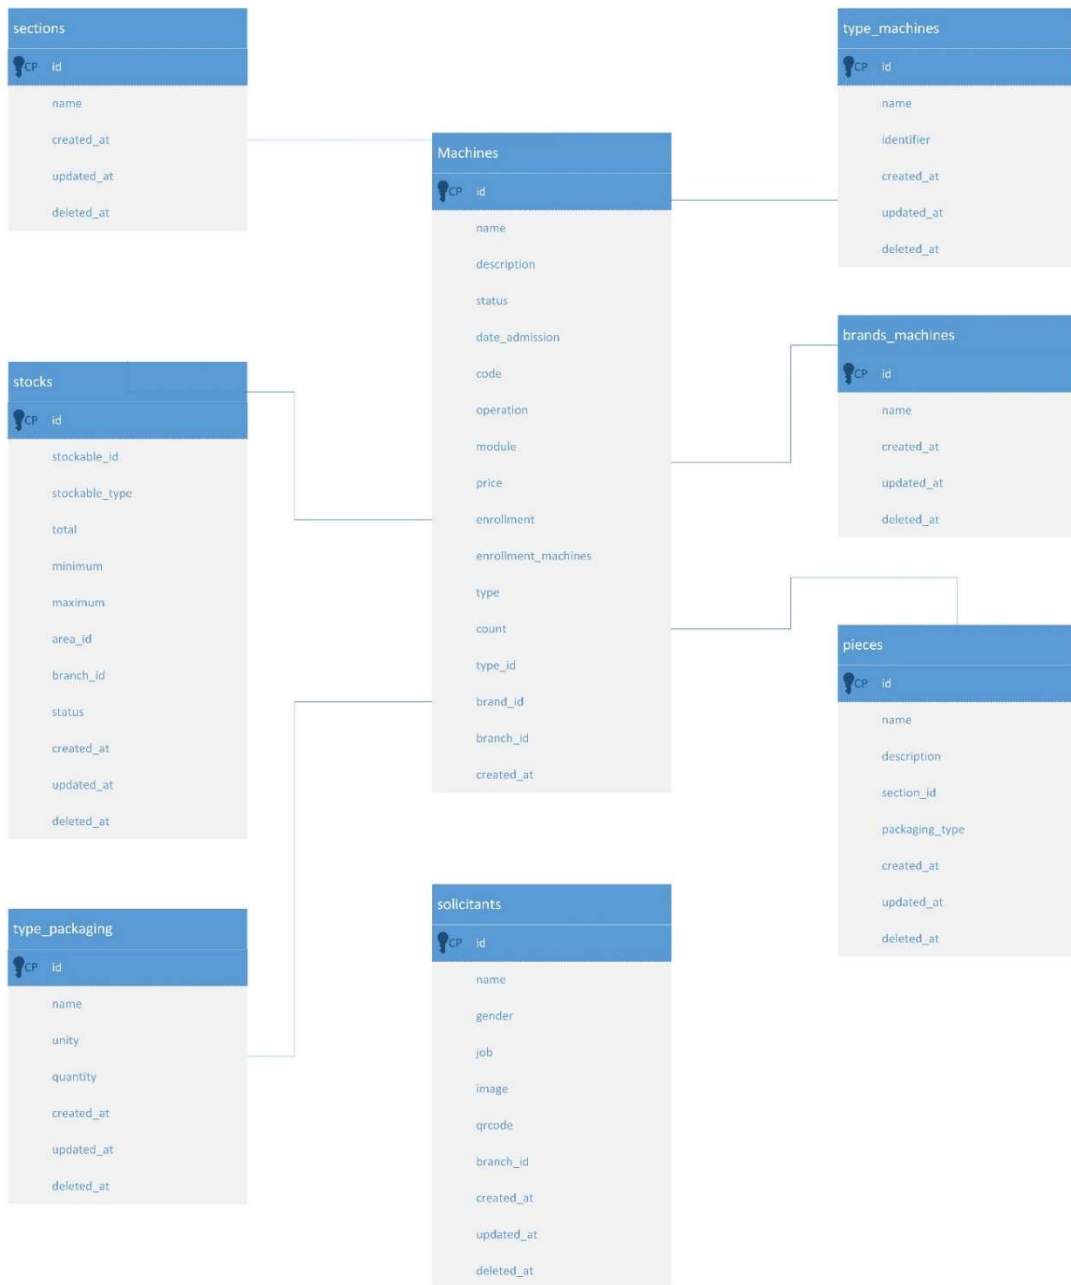 sections
CP id
name
created_at
updated_at
deleted_at
type_machines
CP id
name
identifier
created_at
updated_at
deleted_at
Machines
CP id
name
description
status
date_admission
code
operation
module
price
enrollment
enrollment_machines
type
count
type_id
brand_id
branch_id
created_at
brands_machines
CP id
name
created_at
updated_at
deleted_at
stocks
CP id
stockable_id
stockable_type
total
minimum
maximum
area_id
branch_id
status
created_at
updated_at
deleted_at
pieces
CP id
name
description
section_id
packaging_type
created_at
updated_at
deleted_at
type_packaging
CP id
name
unity
quantity
created_at
updated_at
deleted_at
solicitants
CP id
name
gender
job
image
qrcode
branch_id
created_at
updated_at
deleted_at